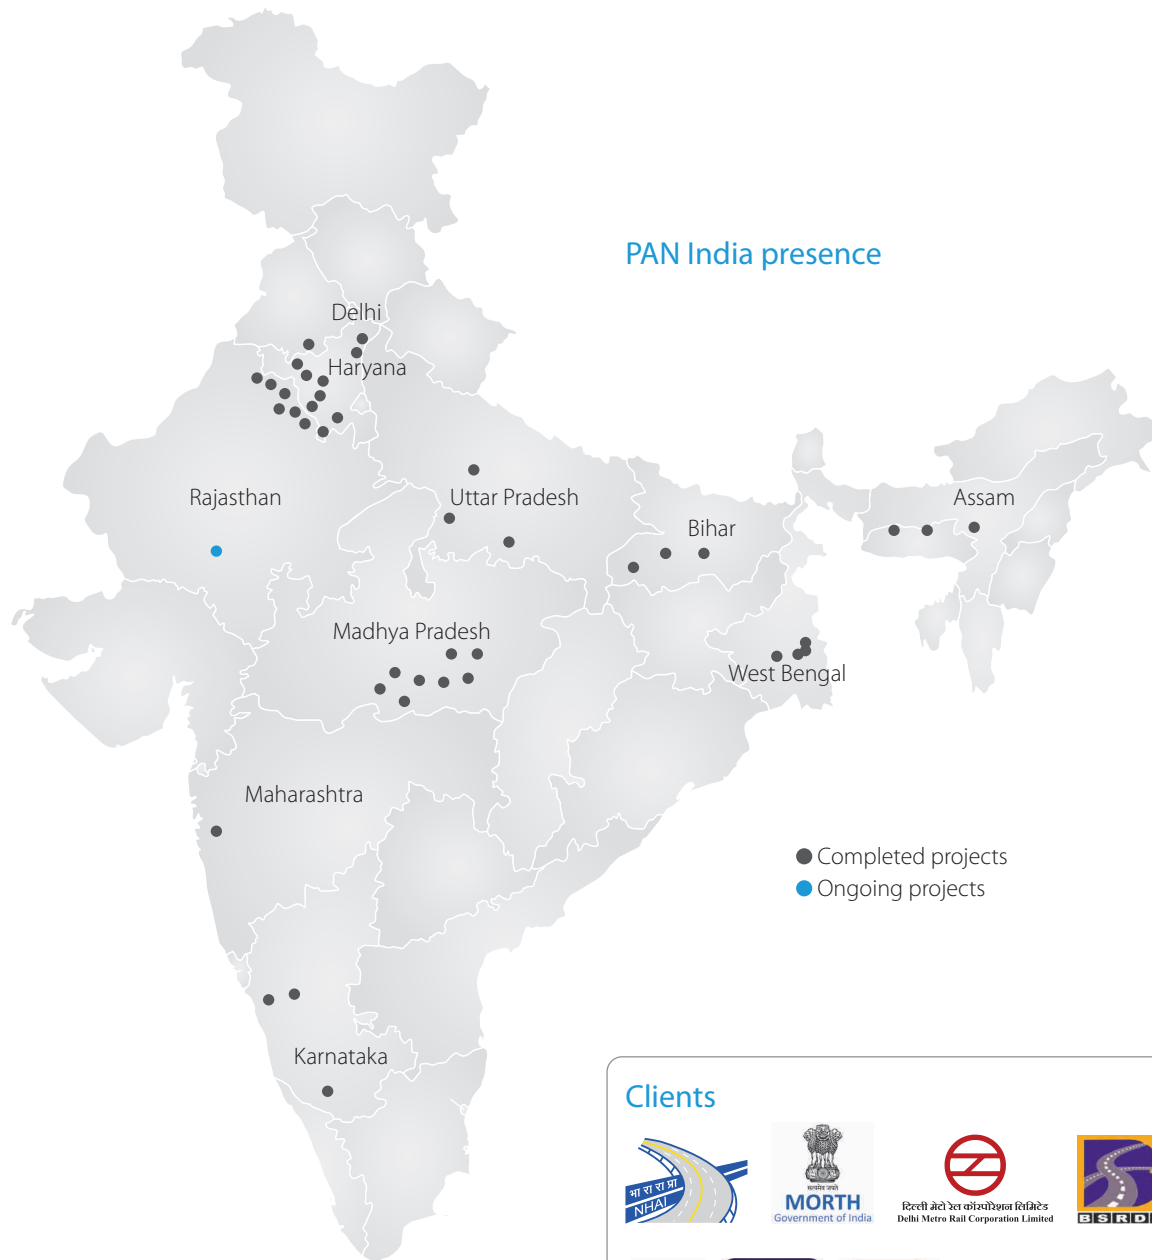 PAN India presence
Delhi
Haryana
Rajasthan
Uttar Pradesh
Bihar
Assam
Madhya Pradesh
West Bengal
Maharashtra
Completed projects
Ongoing projects
Karnataka
Clients
भा रा रा प्रा
NHAI
सत्यमेव जयते
MORTH
Government of India
दिल्ली मेट्रो रेल कॉरपोरेशन लिमिटेड
Delhi Metro Rail Corporation Limited